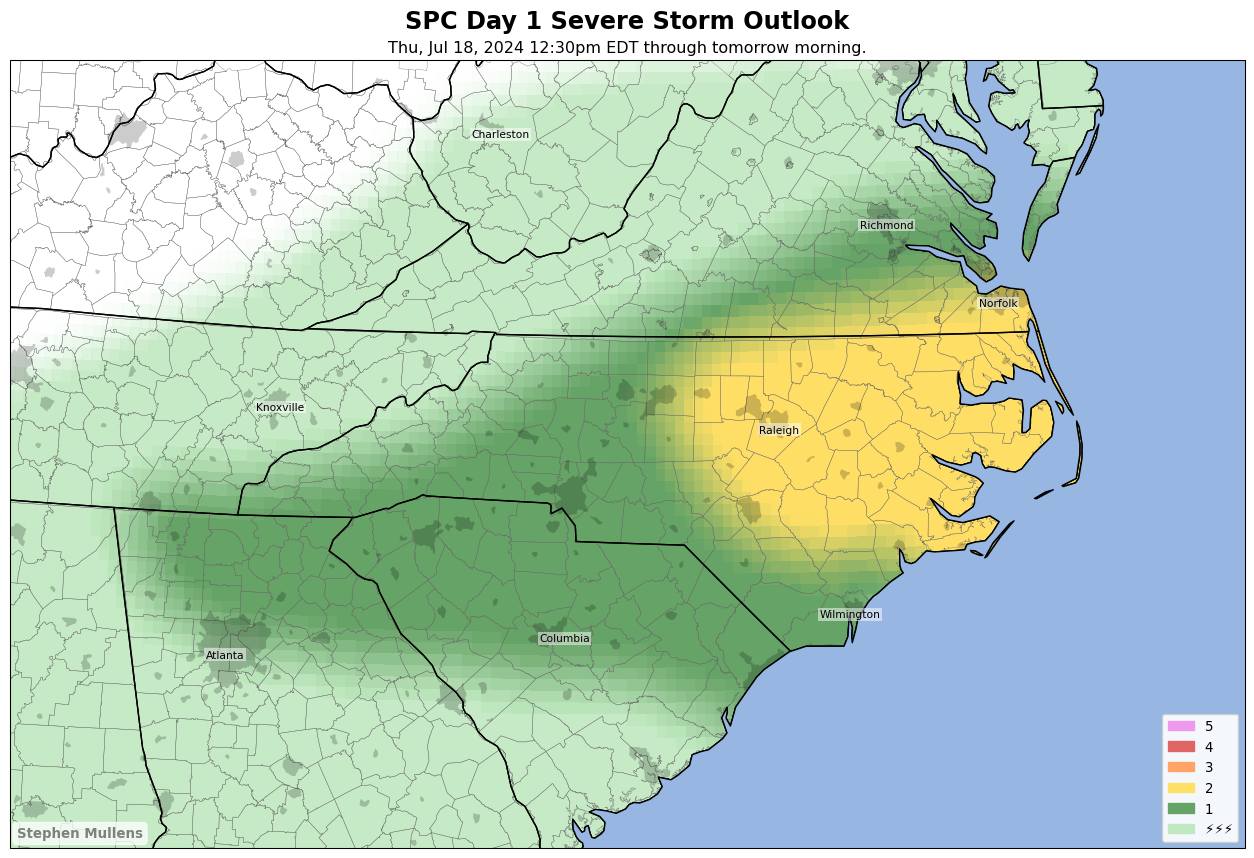 SPC Day 1 Severe Storm Outlook
Thu, Jul 18, 2024 12:30pm EDT through tomorrow morning.
Charleston
Richmond
Norfolk
Knoxville
Raleigh
Wilmington
Columbia
Atlanta
5
4
3
2
1
⚡⚡⚡
Stephen Mullens